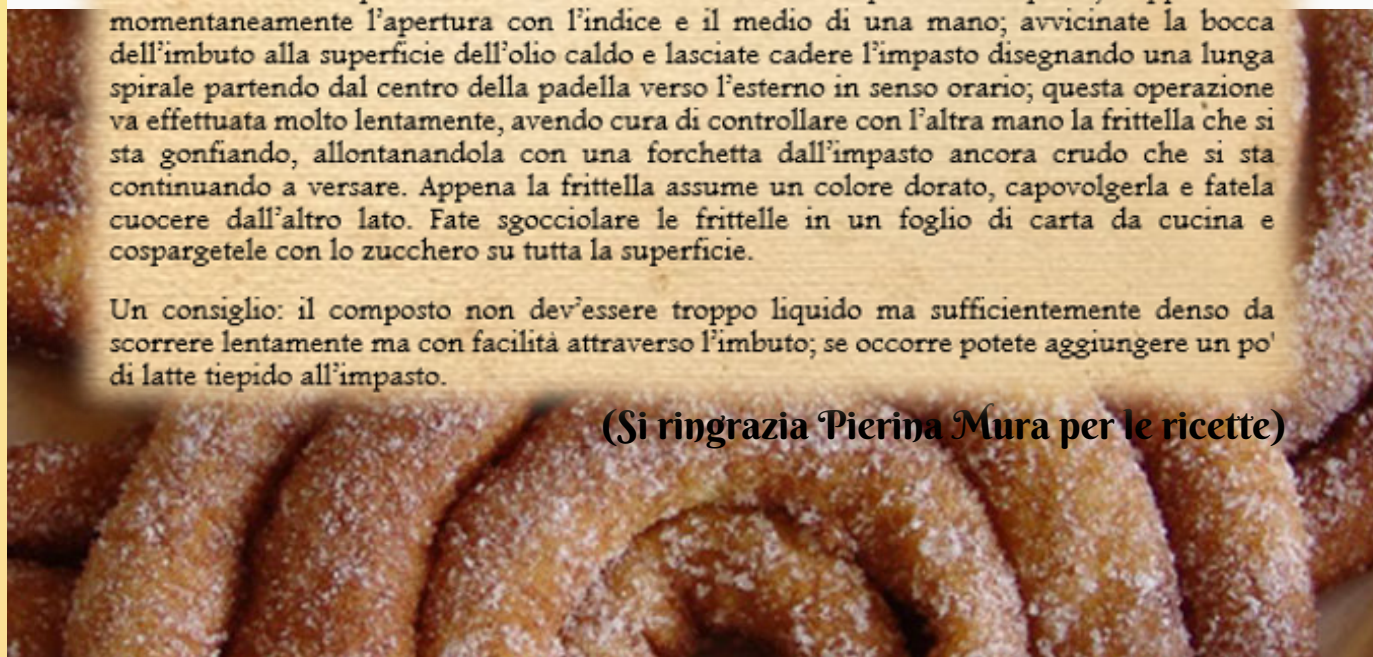 momentaneamente l'apertura con l'indice e il medio di una mano; avvicinate la bocca
dell'imbuto alla superficie dell'olio caldo e lasciate cadere l'impasto disegnando una lunga
spirale partendo dal centro della padella verso l'esterno in senso orario; questa operazione
va effettuata molto lentamente, avendo cura di controllare con l'altra mano la frittella che si
sta gonfiando, allontanandola con una forchetta dall'impasto ancora crudo che si sta
continuando a versare. Appena la frittella assume un colore dorato, capovolgerla e fatela
cuocere dall'altro lato. Fate sgocciolare le frittelle in un foglio di carta da cucina e
cospargetele con lo zucchero su tutta la superficie.
Un consiglio: il composto non dev'essere troppo liquido ma sufficientemente denso da
scorrere lentamente ma con facilità attraverso l'imbuto; se occorre potete aggiungere un po'
di latte tiepido all'impasto.
(Si ringrazia Pierina Mura per le ricette)